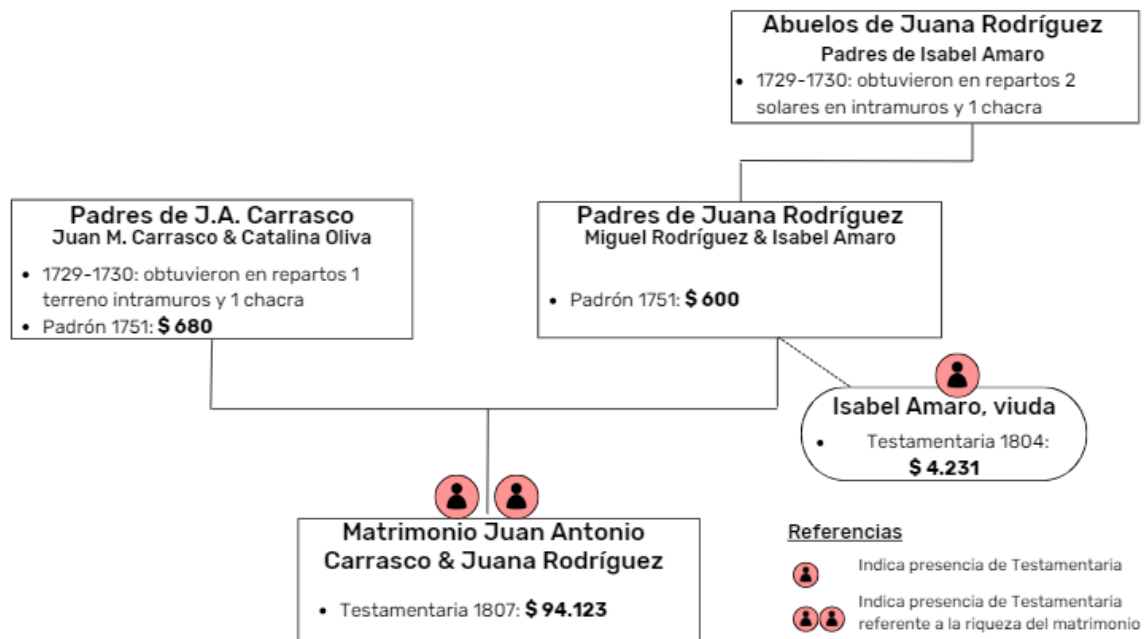 Abuelos de Juana Rodríguez
Padres de Isabel Amaro
• 1729-1730: obtuvieron en repartos 2
solares en intramuros y 1 chacra
Padres de J.A. Carrasco
Juan M. Carrasco & Catalina Oliva
• 1729-1730: obtuvieron en repartos 1
terreno intramuros y 1 chacra
• Padrón 1751: $ 680
Padres de Juana Rodríguez
Miguel Rodríguez & Isabel Amaro
• Padrón 1751: $ 600
Isabel Amaro, viuda
• Testamentaria 1804:
$ 4.231
Matrimonio Juan Antonio
Carrasco & Juana Rodríguez
• Testamentaria 1807: $ 94.123
Referencias
Indica presencia de Testamentaria
Indica presencia de Testamentaria
referente a la riqueza del matrimonio